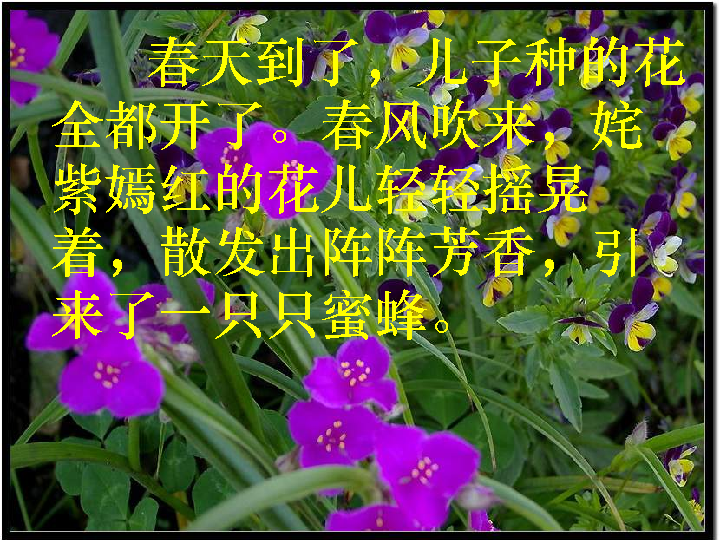 春天到了，儿子种的花
全都开了。春风吹来，姹
紫嫣红的花儿轻轻摇晃
着，散发出阵阵芳香，引
来了一只只蜜蜂。